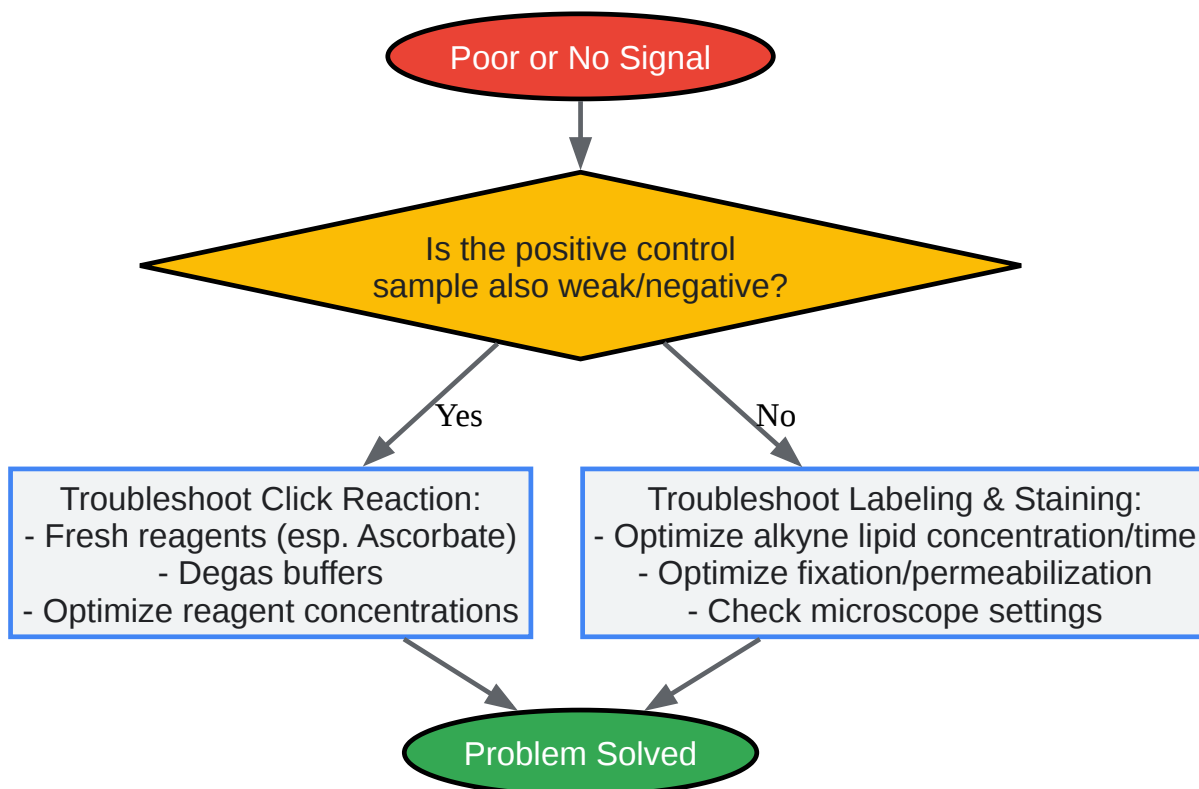 Poor or No Signal
Is the positive control
sample also weak/negative?
Yes
No
Troubleshoot Click Reaction:
- Fresh reagents (esp. Ascorbate)
- Degas buffers
- Optimize reagent concentrations
Troubleshoot Labeling & Staining:
- Optimize alkyne lipid concentration/time
- Optimize fixation/permeabilization
- Check microscope settings
Problem Solved